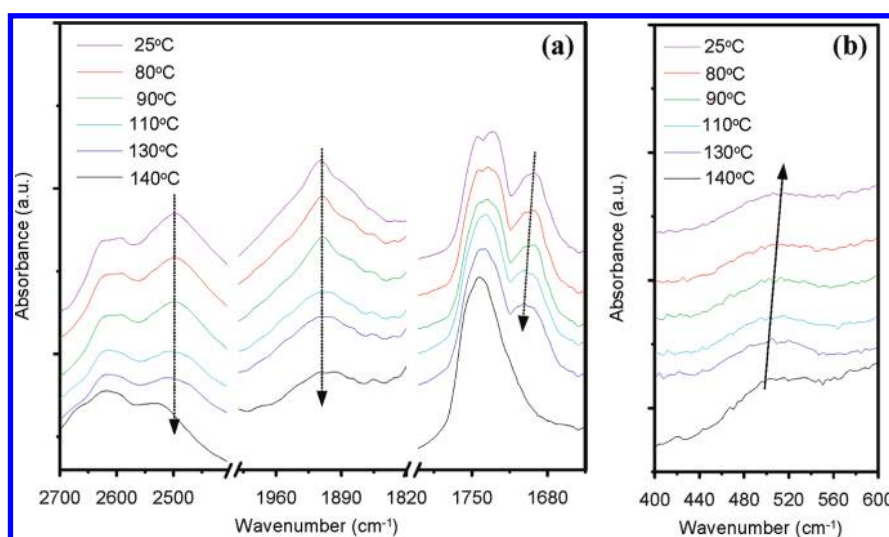 (a)
25°C
80°C
90°C
110°C
130°C
140°C
Absorbance (a.u.)
2700 2600 2500 1960 1890 1820 1750 1680
Wavenumber (cm⁻¹)
(b)
25°C
80°C
90°C
110°C
130°C
140°C
Absorbance (a.u.)
400 440 480 520 560 600
Wavenumber (cm⁻¹)